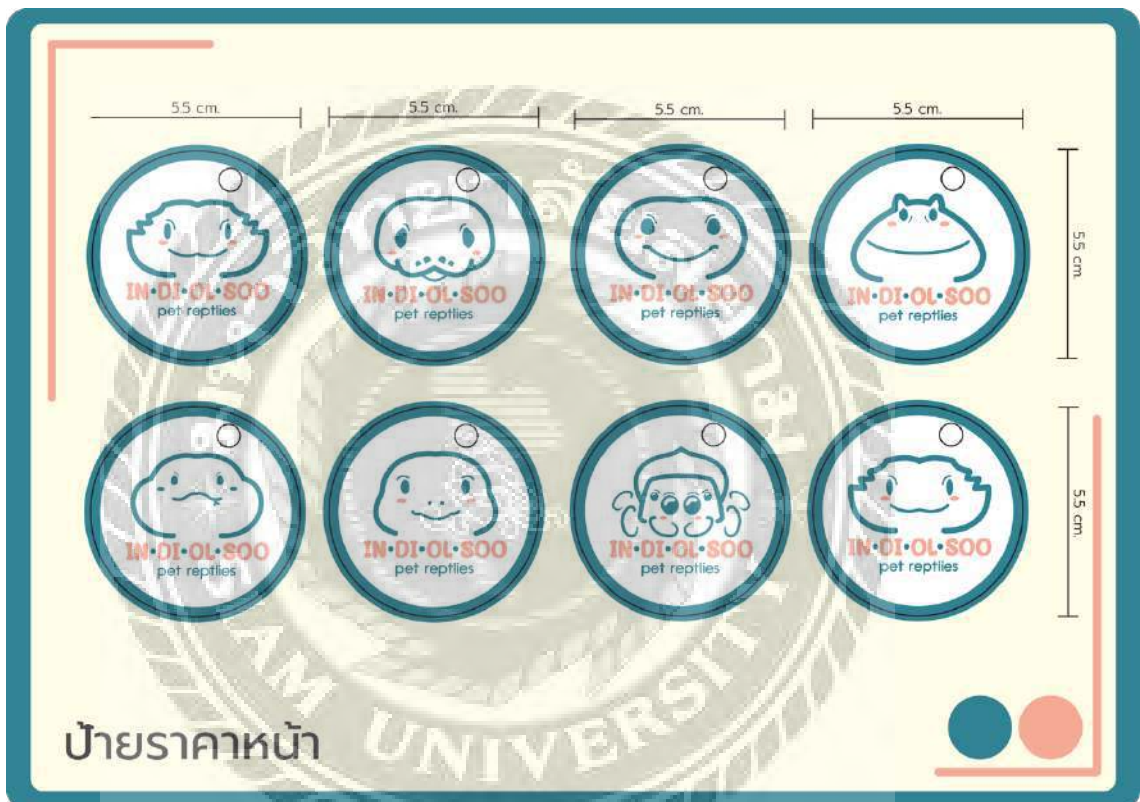 5.5 cm. 5.5 cm. 5.5 cm. 5.5 cm.
IN•DI•OL•SOO
pet reptlies
IN•DI•OL•SOO
pet reptlies
IN•DI•OL•SOO
pet reptlies
IN•DI•OL•SOO
pet reptlies
5.5 cm.
IN•DI•OL•SOO
pet reptlies
IN•DI•OL•SOO
pet reptlies
IN•DI•OL•SOO
pet reptlies
IN•DI•OL•SOO
pet reptlies
5.5 cm.
ป้ายราคาหน้า
AM UNIVERSITY